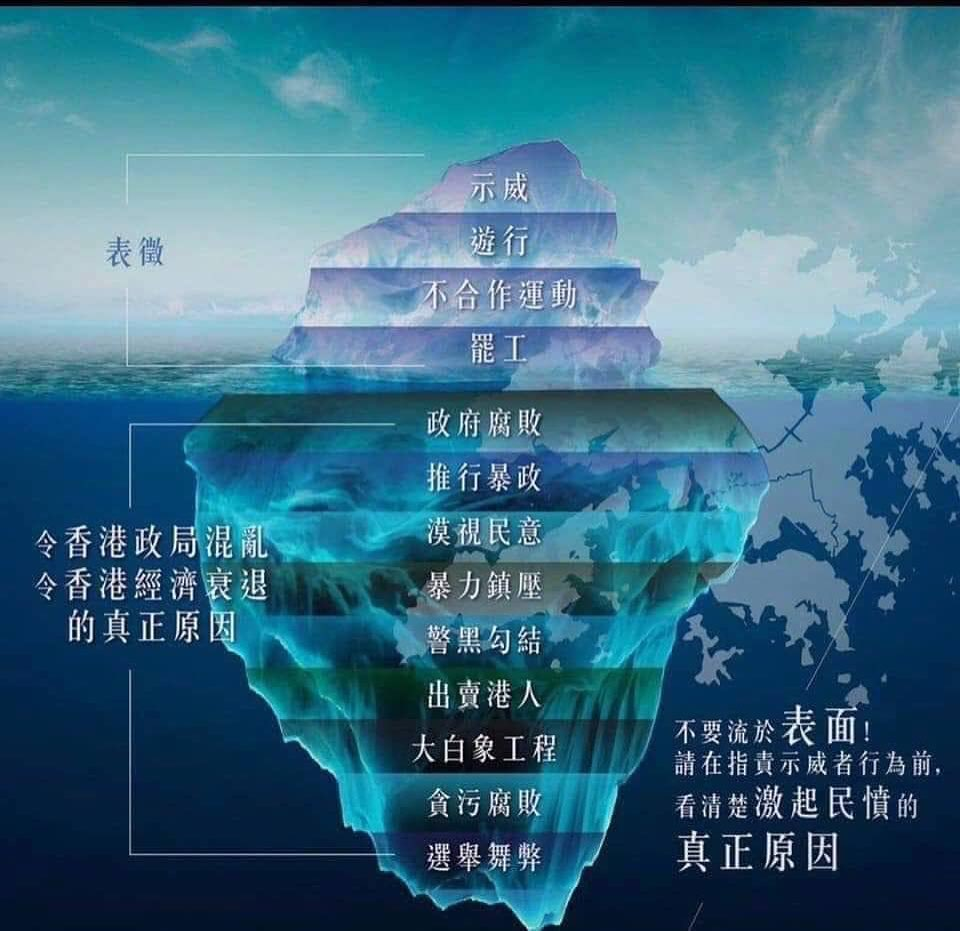 示威
遊行
表徵
不合作運動
罷工
政府腐敗
推行暴政
漠視民意
令香港政局混亂
令香港經濟衰退
的真正原因
暴力鎮壓
警黑勾結
出賣港人
大白象工程
貪污腐敗
選舉舞弊
不要流於表面!
請在指責示威者行為前,
看清楚激起民憤的
真正原因